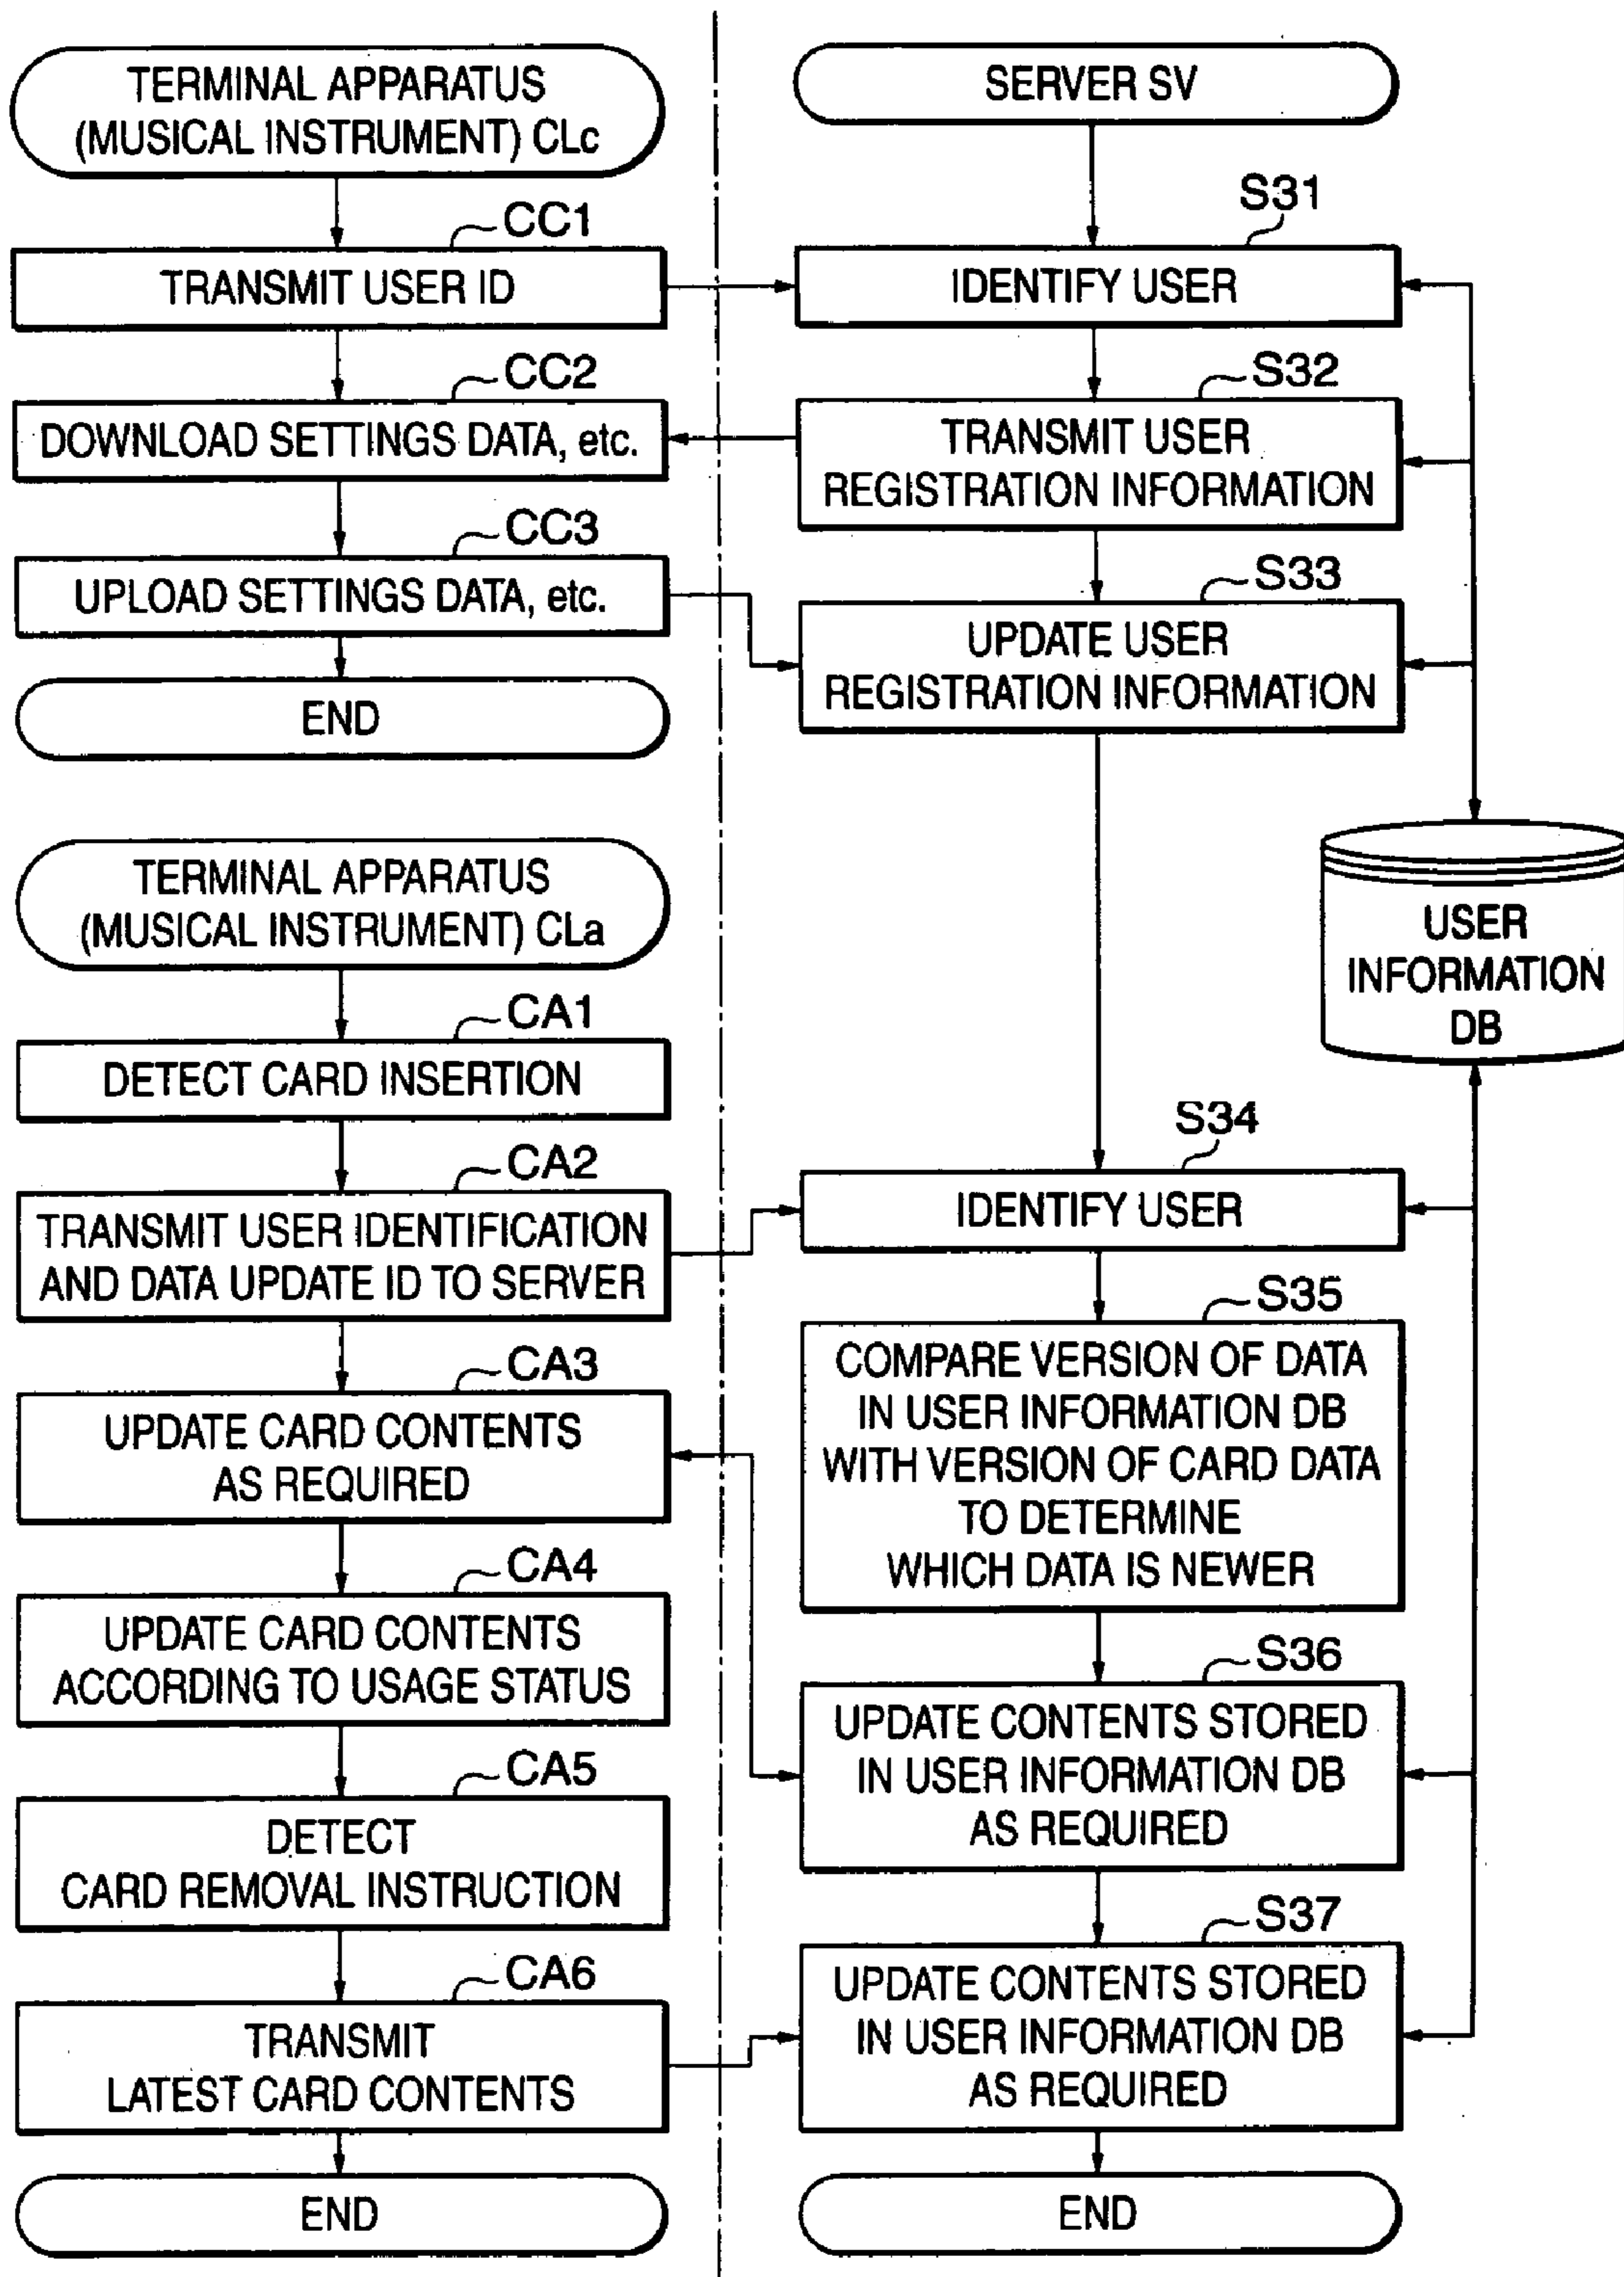 TERMINAL APPARATUS
(MUSICAL INSTRUMENT) CLc
CC1
TRANSMIT USER ID
CC2
DOWNLOAD SETTINGS DATA, etc.
CC3
UPLOAD SETTINGS DATA, etc.
END
TERMINAL APPARATUS
(MUSICAL INSTRUMENT) CLa
CA1
DETECT CARD INSERTION
CA2
TRANSMIT USER IDENTIFICATION
AND DATA UPDATE ID TO SERVER
CA3
UPDATE CARD CONTENTS
AS REQUIRED
CA4
UPDATE CARD CONTENTS
ACCORDING TO USAGE STATUS
CA5
DETECT
CARD REMOVAL INSTRUCTION
CA6
TRANSMIT
LATEST CARD CONTENTS
END
SERVER SV
S31
IDENTIFY USER
S32
TRANSMIT USER
REGISTRATION INFORMATION
S33
UPDATE USER
REGISTRATION INFORMATION
S34
IDENTIFY USER
S35
COMPARE VERSION OF DATA
IN USER INFORMATION DB
WITH VERSION OF CARD DATA
TO DETERMINE
WHICH DATA IS NEWER
S36
UPDATE CONTENTS STORED
IN USER INFORMATION DB
AS REQUIRED
S37
UPDATE CONTENTS STORED
IN USER INFORMATION DB
AS REQUIRED
END
USER
INFORMATION
DB